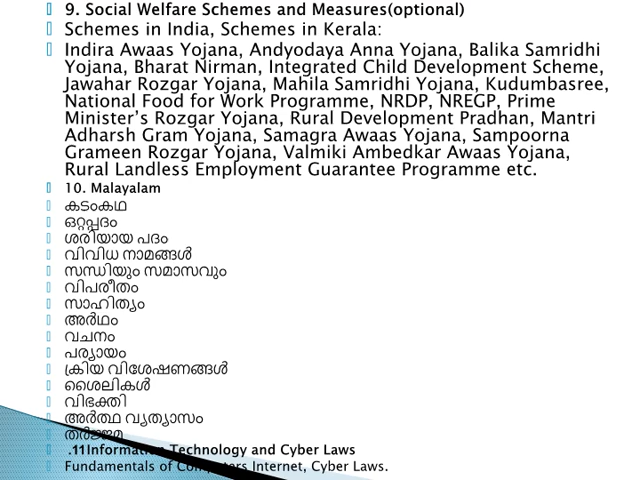 9. Social Welfare Schemes and Measures(optional)
Schemes in India, Schemes in Kerala:
Indira Awaas Yojana, Andyodaya Anna Yojana, Balika Samridhi
Yojana, Bharat Nirman, Integrated Child Development Scheme,
Jawahar Rozgar Yojana, Mahila Samridhi Yojana, Kudumbasree,
National Food for Work Programme, NRDP, NREGP, Prime
Minister’s Rozgar Yojana, Rural Development Pradhan, Mantri
Adharsh Gram Yojana, Samagra Awaas Yojana, Sampoorna
Grameen Rozgar Yojana, Valmiki Ambedkar Awaas Yojana,
Rural Landless Employment Guarantee Programme etc.
10. Malayalam
കടംകഥ
ഒറ്റപ്പദം
ശരിയായ പദം
വിവിധ നാമങ്ങൾ
സന്ധിയും സമാസവും
വിപരീതം
സാഹിത്യം
അർഥം
വചനം
പര്യായം
ക്രിയ വിശേഷണങ്ങൾ
ശൈലികൾ
വിഭക്തി
അർത്ഥ വ്യത്യാസം
തർജ്ജമ
.11Information Technology and Cyber Laws
Fundamentals of Computers Internet, Cyber Laws.